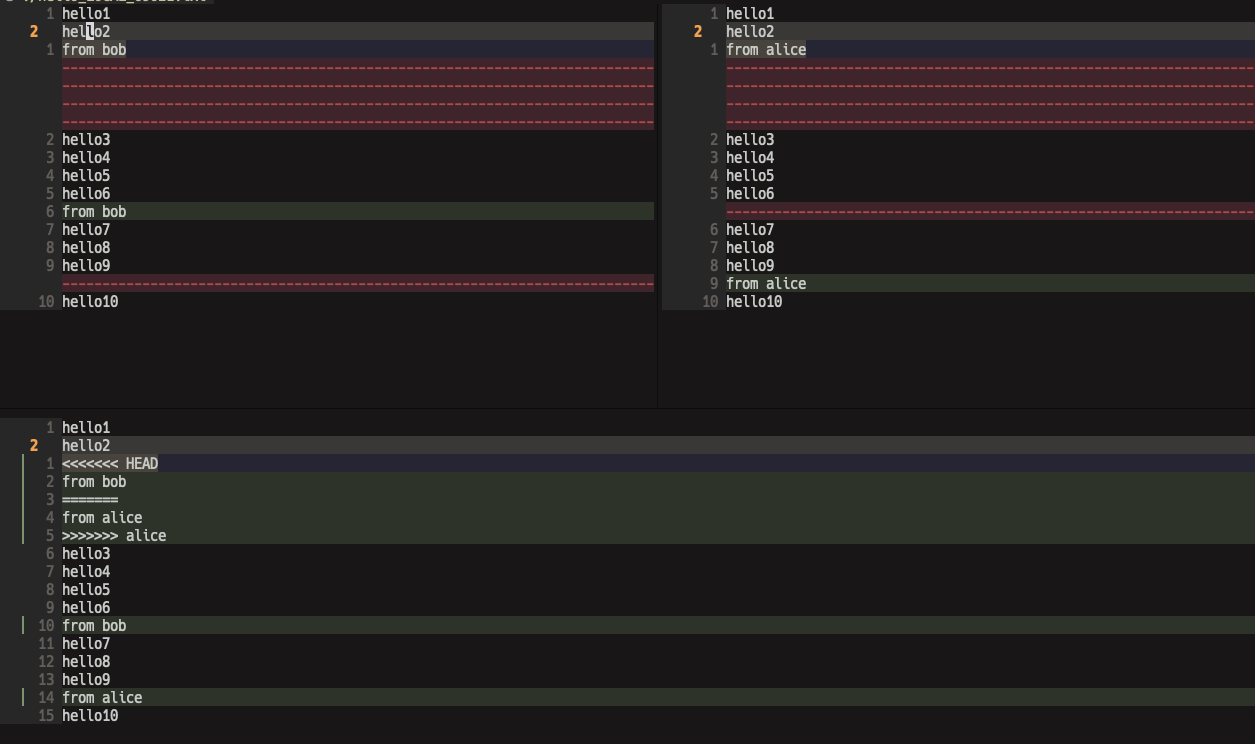 1 hello1
2 hello2
1 from bob
2 hello3
3 hello4
4 hello5
5 hello6
6 from bob
7 hello7
8 hello8
9 hello9
10 hello10
1 hello1
2 hello2
1 from alice
2 hello3
3 hello4
4 hello5
5 hello6
6 hello7
7 hello8
8 hello9
9 from alice
10 hello10
1 hello1
2 hello2
1 <<<<<<< HEAD
2 from bob
3 =======
4 from alice
5 >>>>>>> alice
6 hello3
7 hello4
8 hello5
9 hello6
10 from bob
11 hello7
12 hello8
13 hello9
14 from alice
15 hello10